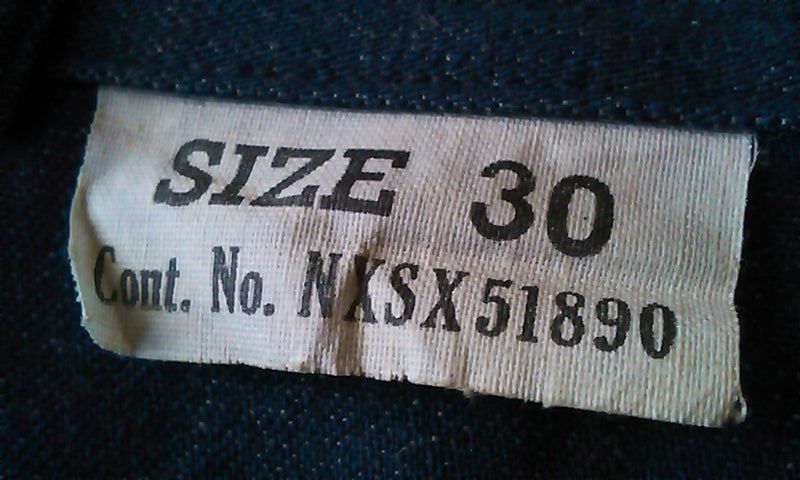 SIZE 30
Cont. No. NXSX51890